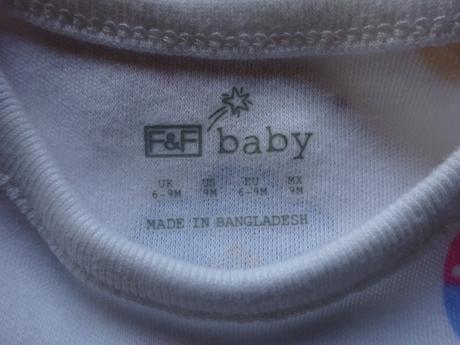 F&F baby
UK US EU MX
6-9M 9M 6-9M 9M
MADE IN BANGLADESH